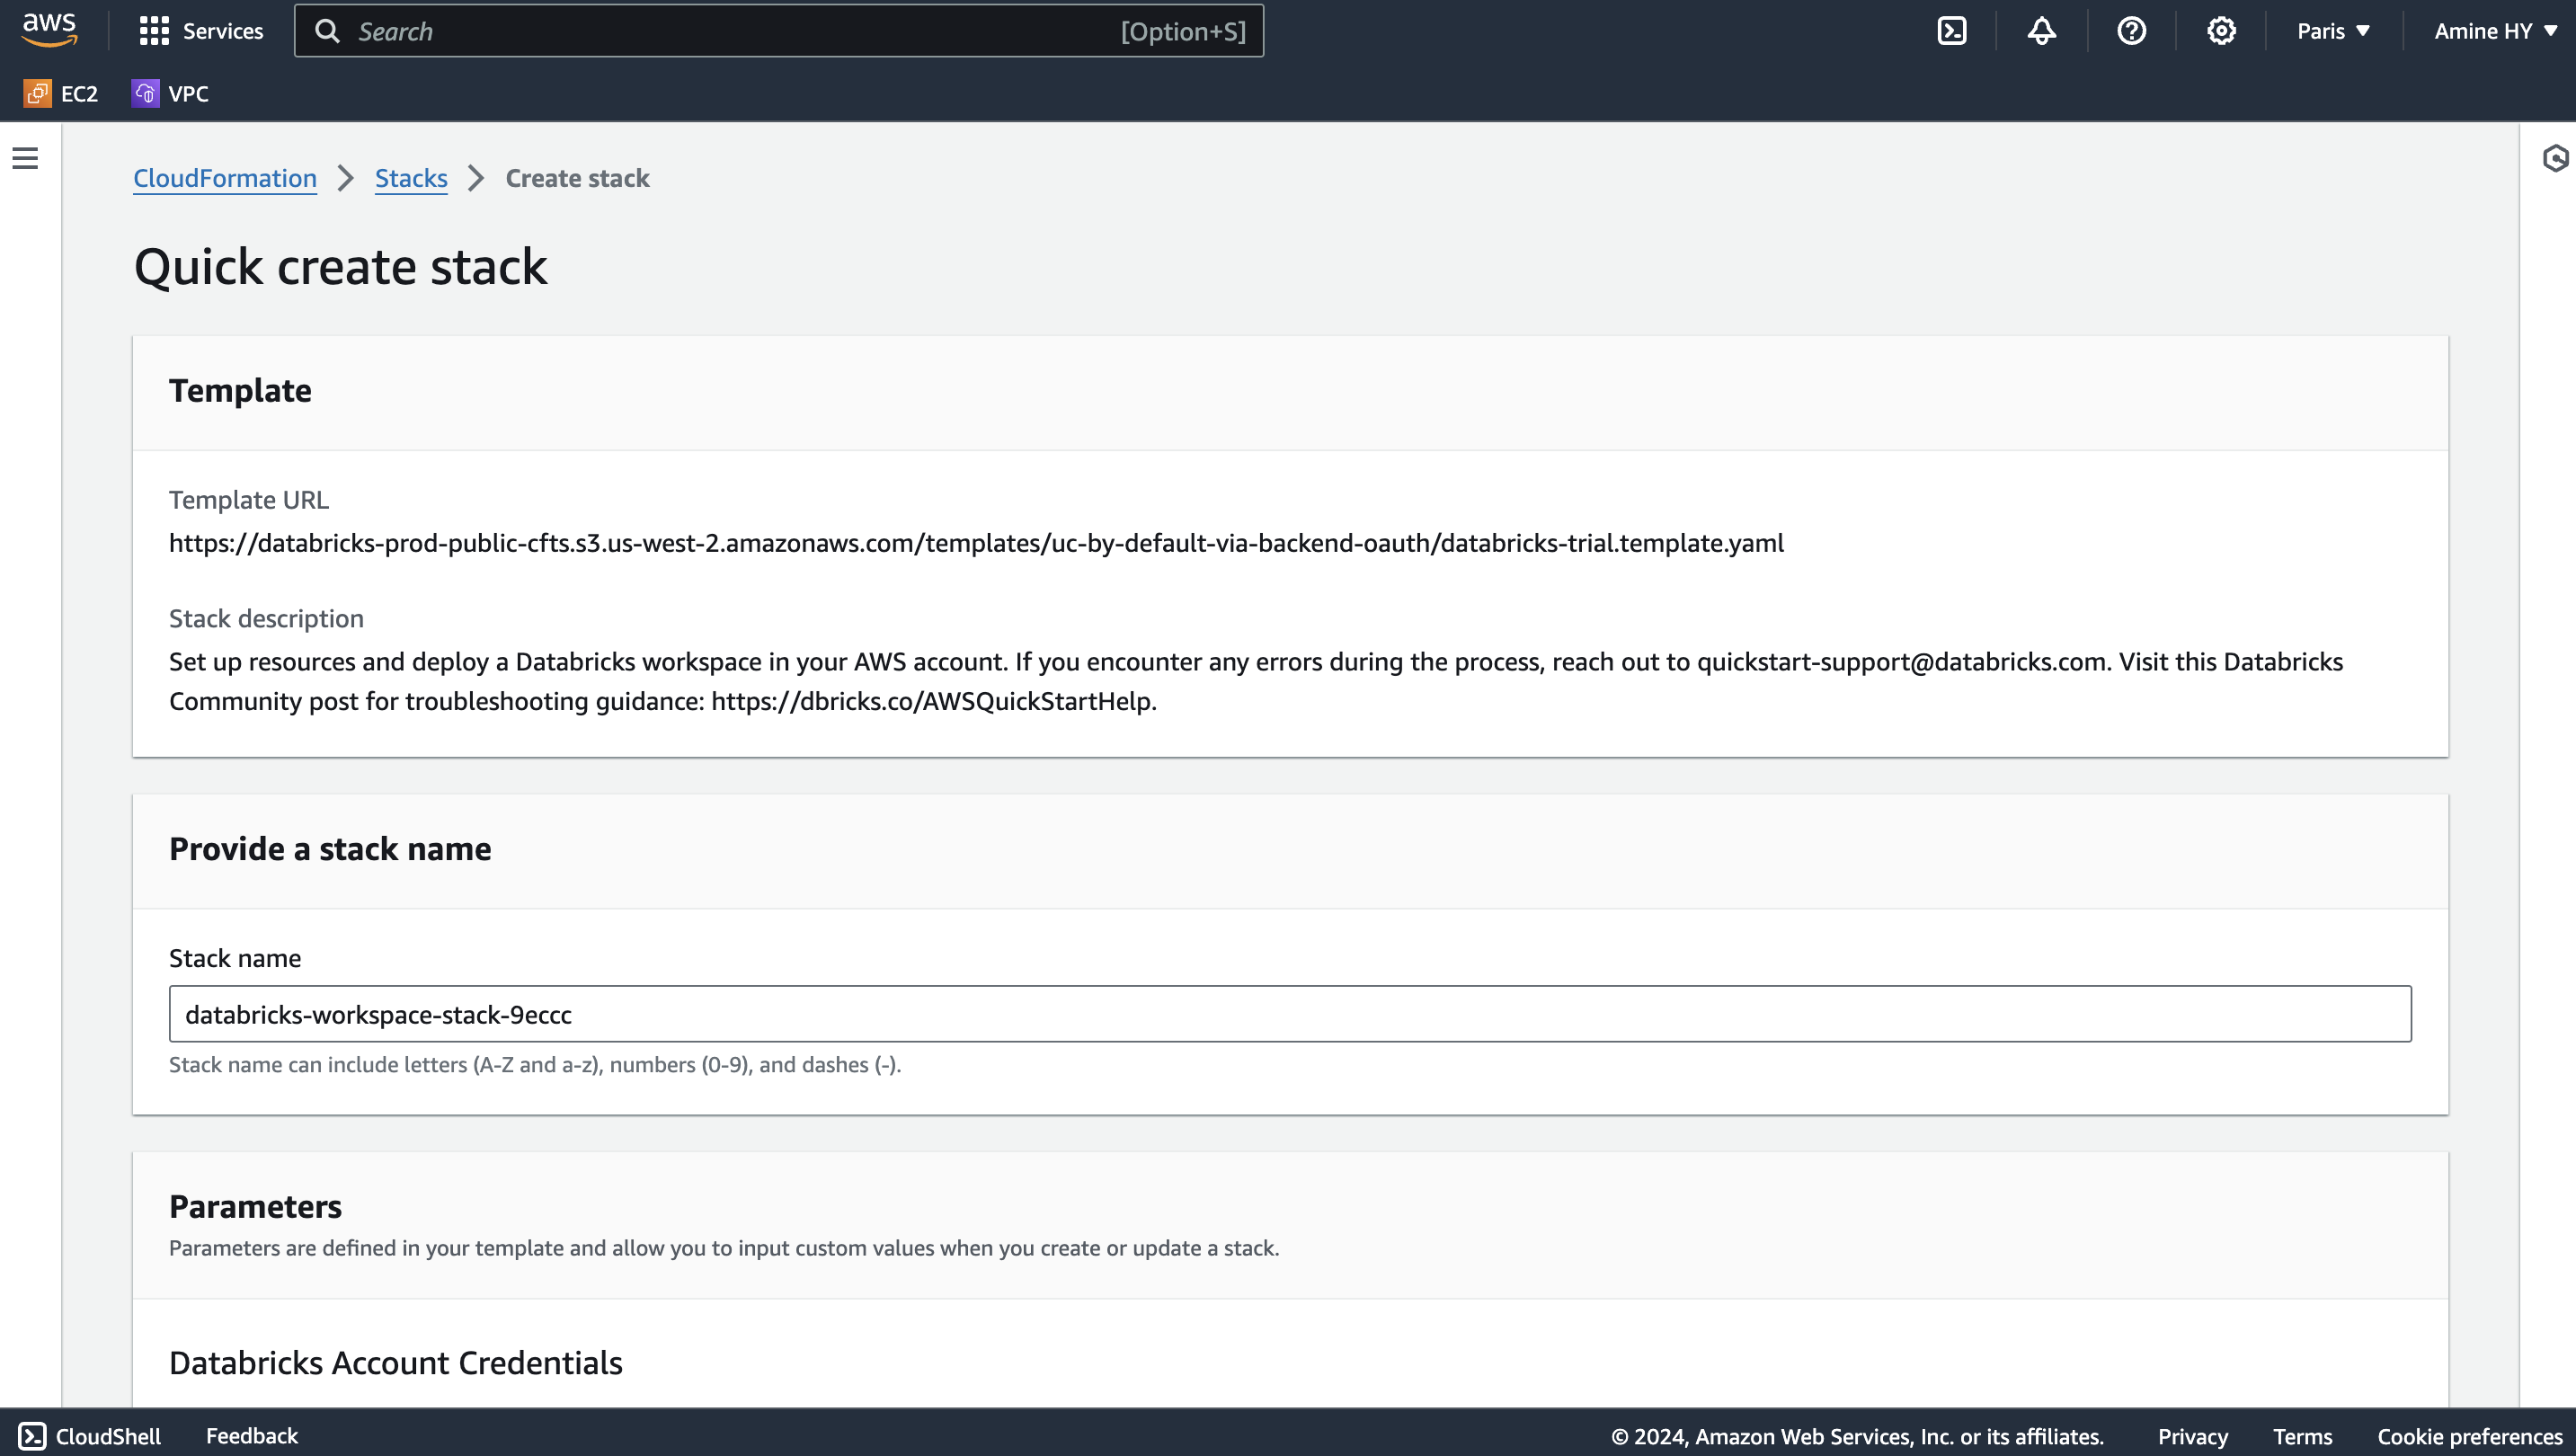 aws
Services
Search
[Option+S]
Paris
Amine HY
EC2
VPC
CloudFormation
Stacks
Create stack
Quick create stack
Template
Template URL
https://databricks-prod-public-cfts.s3.us-west-2.amazonaws.com/templates/uc-by-default-via-backend-oauth/databricks-trial.template.yaml
Stack description
Set up resources and deploy a Databricks workspace in your AWS account. If you encounter any errors during the process, reach out to quickstart-support@databricks.com. Visit this Databricks
Community post for troubleshooting guidance: https://dbricks.co/AWSQuickStartHelp.
Provide a stack name
Stack name
databricks-workspace-stack-9eccc
Stack name can include letters (A-Z and a-z), numbers (0-9), and dashes (-).
Parameters
Parameters are defined in your template and allow you to input custom values when you create or update a stack.
Databricks Account Credentials
CloudShell
Feedback
© 2024, Amazon Web Services, Inc. or its affiliates.
Privacy
Terms
Cookie preferences